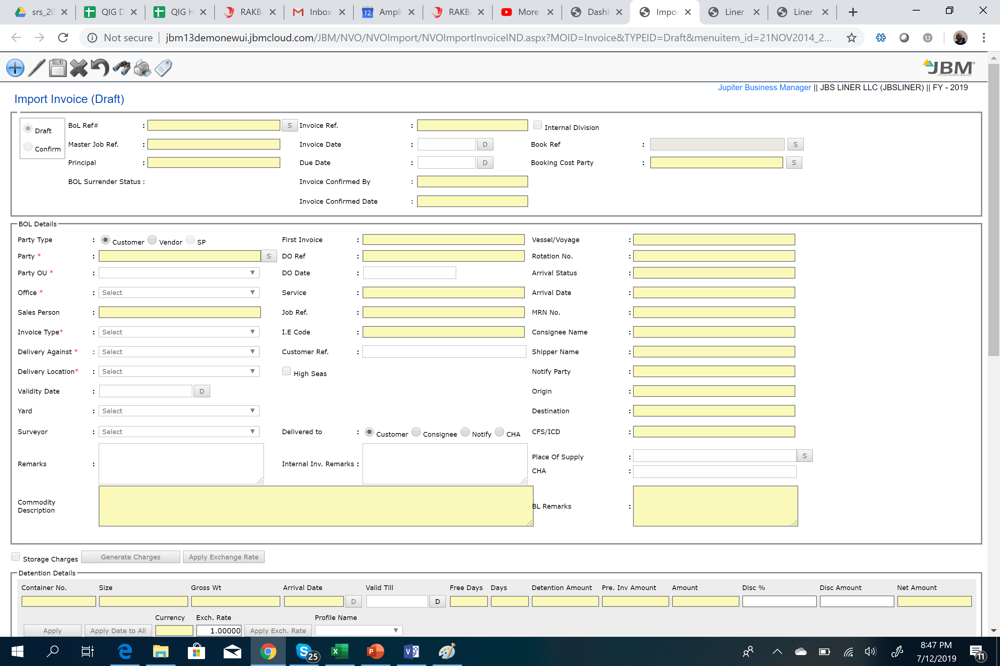 srs_20 QIG D QIG H RAKBA Inbox 12 Ampli RAKBA More Dashb Impor Liner Liner
Not secure jbm13demonewui.jbmcloud.com/JBM/NVO/NVOImport/NVOImportInvoiceIND.aspx?MOID=Invoice&TYPEID=Draft&menuitem_id=21NOV2014_2...
JBM
JUPITER BUSINESS MANAGER
Jupiter Business Manager || JBS LINER LLC (JBSLINER) || FY - 2019
Import Invoice (Draft)
Draft BoL Ref# : S Invoice Ref. : Internal Division
Confirm Master Job Ref. : Invoice Date : D Book Ref : S
Principal : Due Date : D Booking Cost Party : S
BOL Surrender Status : Invoice Confirmed By :
Invoice Confirmed Date :
BOL Details
Party Type : Customer Vendor SP First Invoice : Vessel/Voyage :
Party * : S DO Ref : Rotation No. :
Party OU * : DO Date : Arrival Status :
Office * : Select Service : Arrival Date :
Sales Person : Job Ref. : MRN No. :
Invoice Type* : Select I.E Code : Consignee Name :
Delivery Against * : Select Customer Ref. : Shipper Name :
Delivery Location* : Select High Seas Notify Party :
Validity Date : D Origin :
Yard : Select Destination :
Surveyor : Select Delivered to : Customer Consignee Notify CHA CFS/ICD :
Remarks : Internal Inv. Remarks : Place Of Supply : S
CHA :
Commodity
Description BL Remarks :
Storage Charges Generate Charges Apply Exchange Rate
Detention Details
Container No. Size Gross Wt Arrival Date Valid Till Free Days Days Detention Amount Pre. Inv Amount Amount Disc % Disc Amount Net Amount
D D
Currency Exch. Rate Profile Name
Apply Apply Date to All 1.00000 Apply Exch. Rate
25 8:47 PM
7/12/2019 11